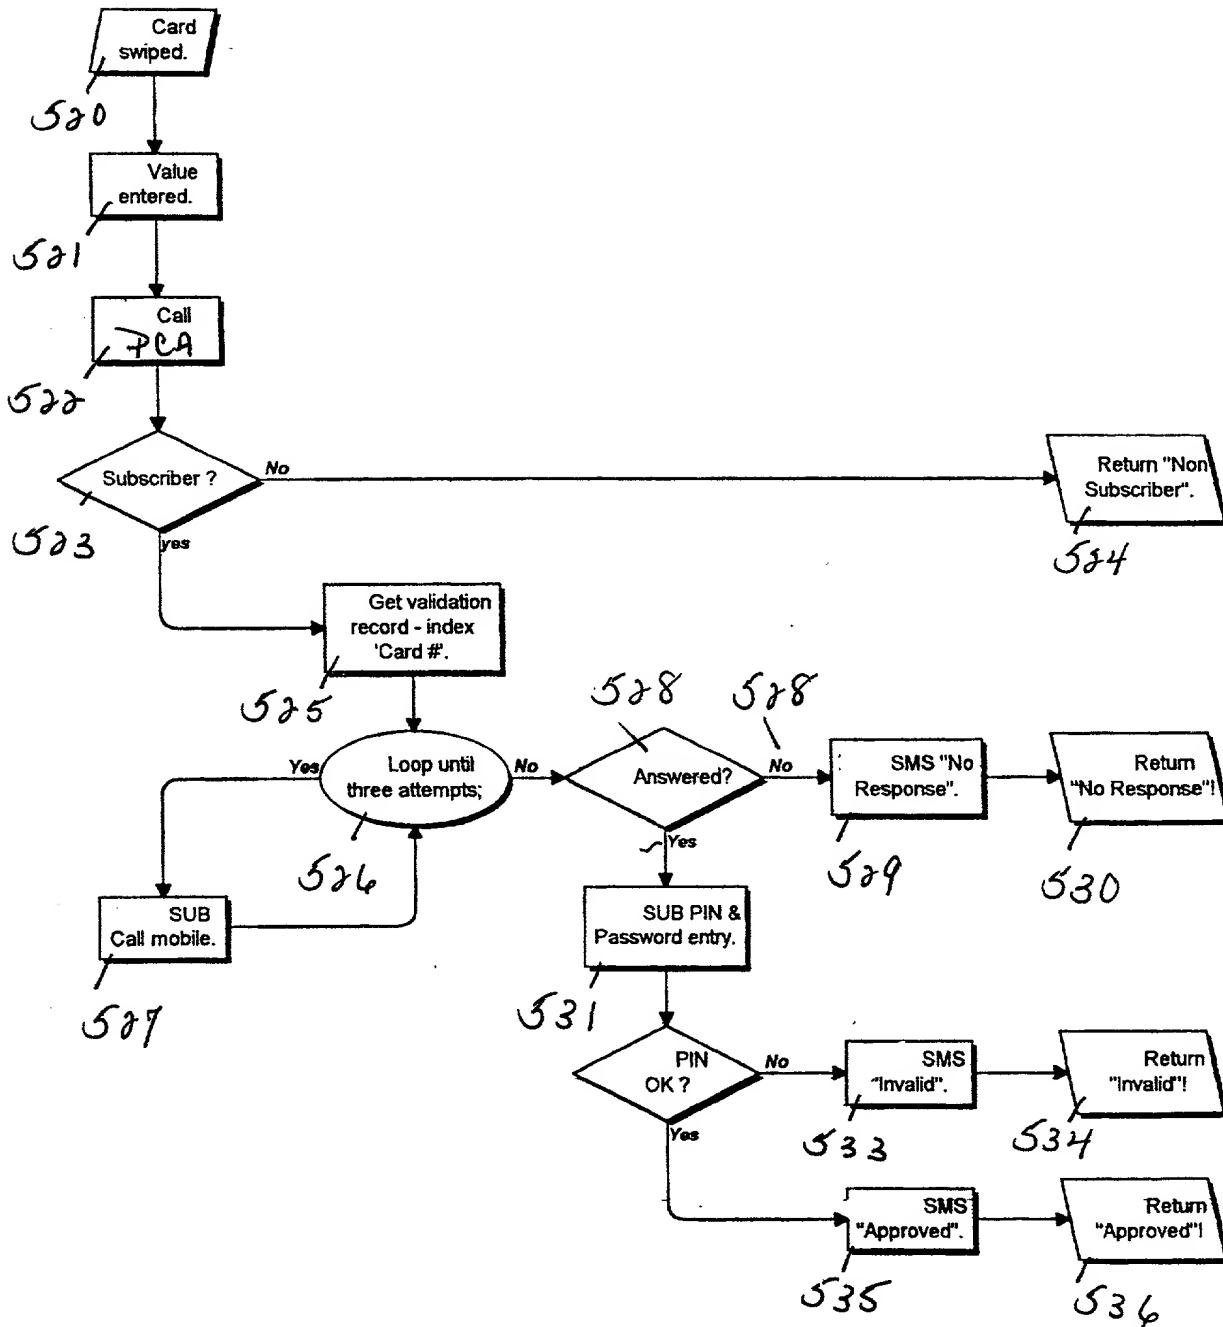 Card
swiped.
520
Value
entered.
521
Call
PCA
522
Subscriber ?
No
yes
523
Return "Non
Subscriber".
524
Get validation
record - index
'Card #'.
525
Loop until
three attempts;
Yes
No
526
SUB
Call mobile.
527
528
Answered?
528
No
Yes
SMS "No
Response".
529
Return
"No Response"!
530
SUB PIN &
Password entry.
531
PIN
OK ?
No
Yes
SMS
"Invalid".
533
Return
"Invalid"!
534
SMS
"Approved".
535
Return
"Approved"!
536